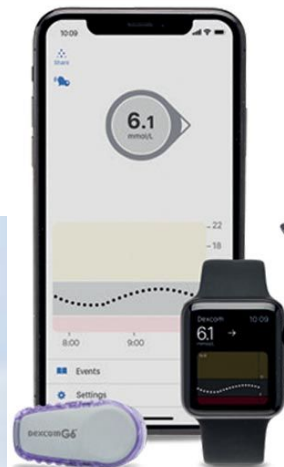 10:09
Share
6.1
mmol/L
22
18
8:00
9:00
Events
Settings
Dexcom 10:09
6.1
mmol/L
Dexcom G6